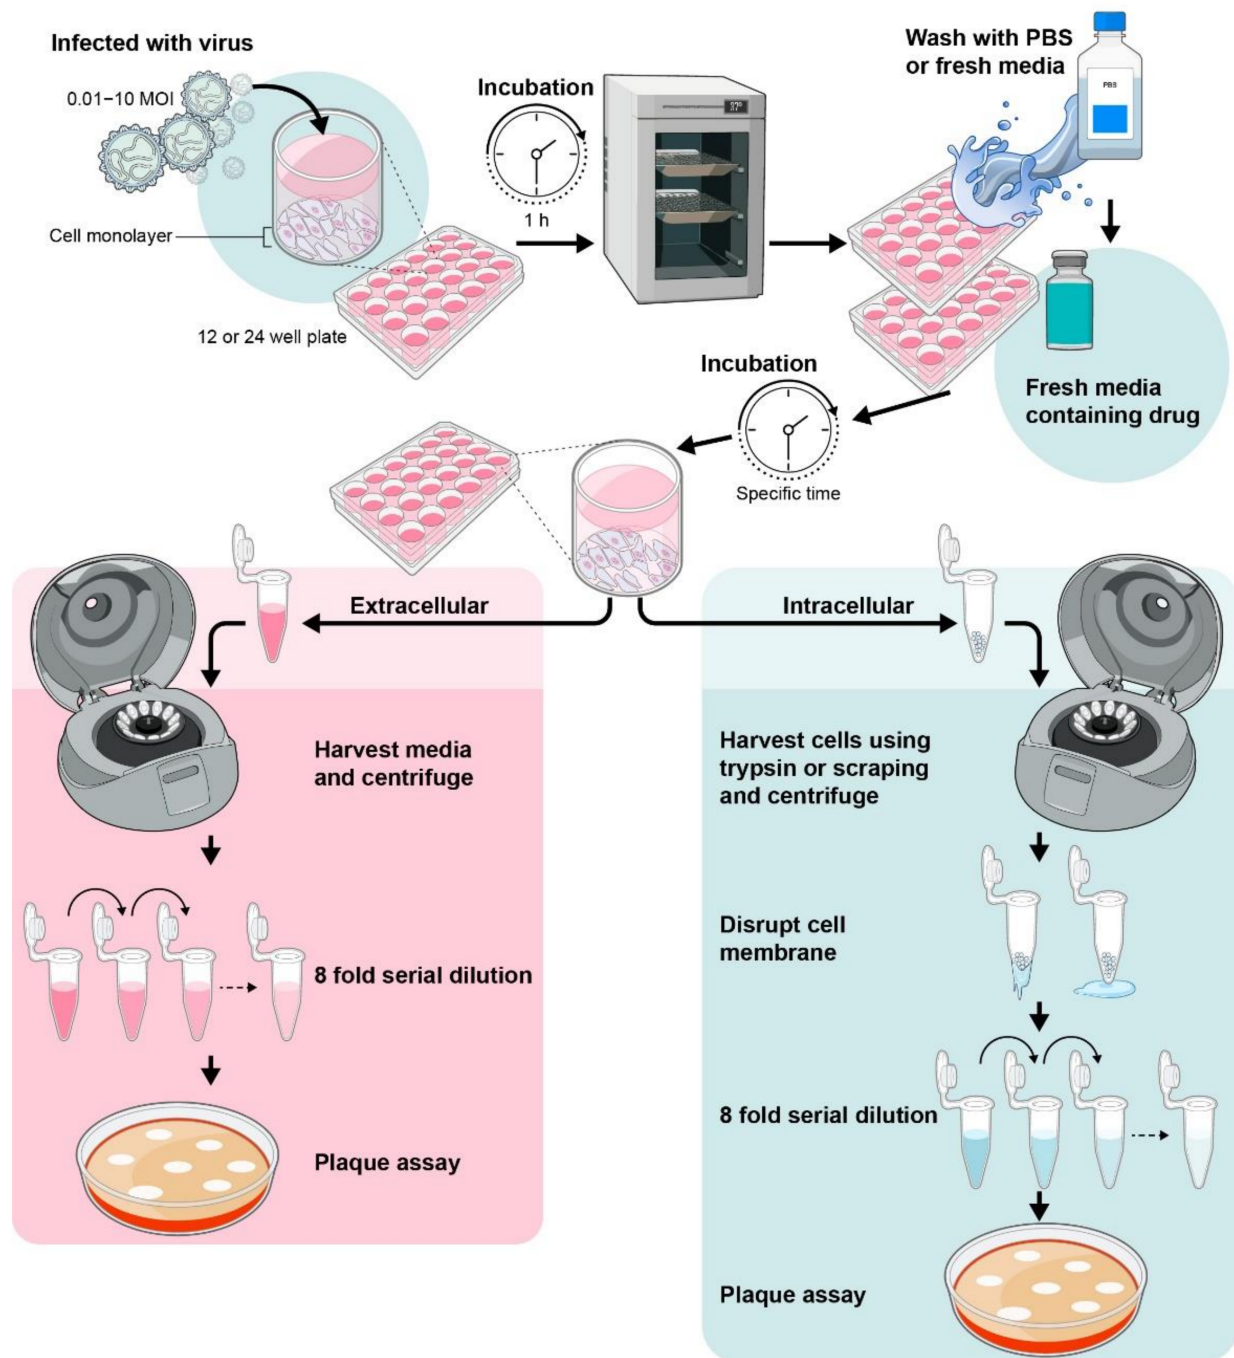 Infected with virus
0.01–10 MOI
Cell monolayer
12 or 24 well plate
Incubation
1 h
37°
Wash with PBS
or fresh media
PBS
Fresh media
containing drug
Incubation
Specific time
Extracellular
Harvest media
and centrifuge
8 fold serial dilution
Plaque assay
Intracellular
Harvest cells using
trypsin or scraping
and centrifuge
Disrupt cell
membrane
8 fold serial dilution
Plaque assay